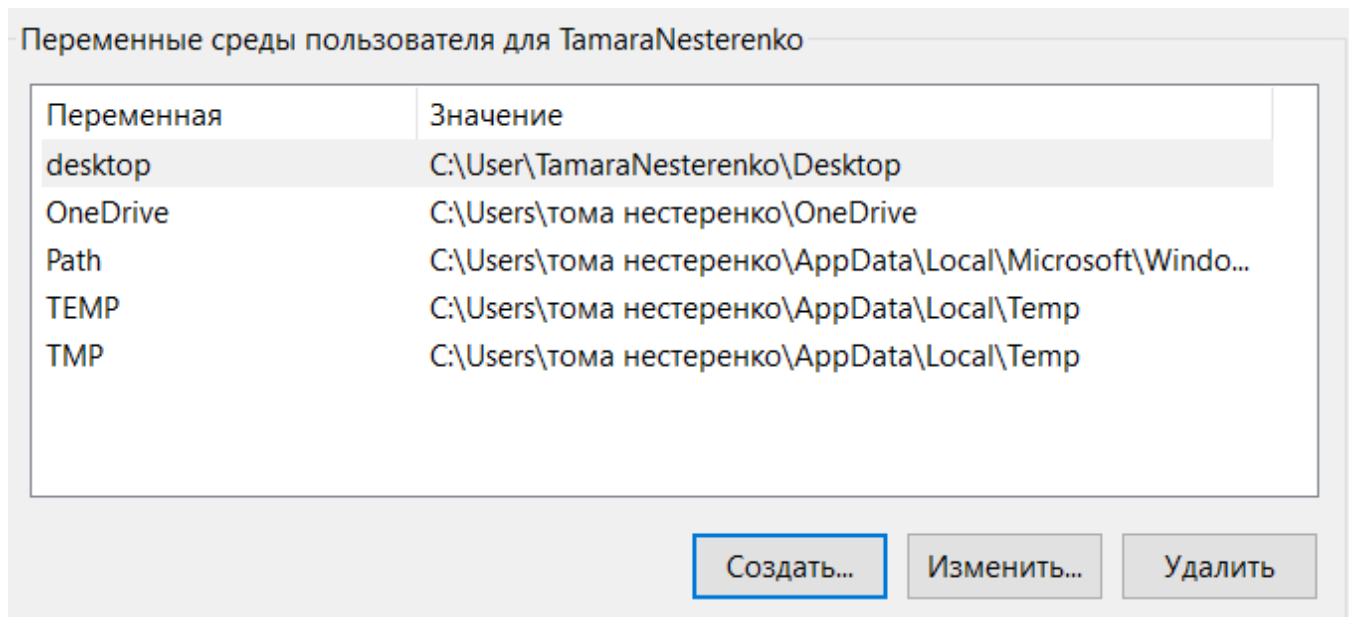 Переменные среды пользователя для TamaraNesterenko
Переменная Значение
desktop C:\User\TamaraNesterenko\Desktop
OneDrive C:\Users\тома нестеренко\OneDrive
Path C:\Users\тома нестеренко\AppData\Local\Microsoft\Windo...
TEMP C:\Users\тома нестеренко\AppData\Local\Temp
TMP C:\Users\тома нестеренко\AppData\Local\Temp
Создать... Изменить... Удалить